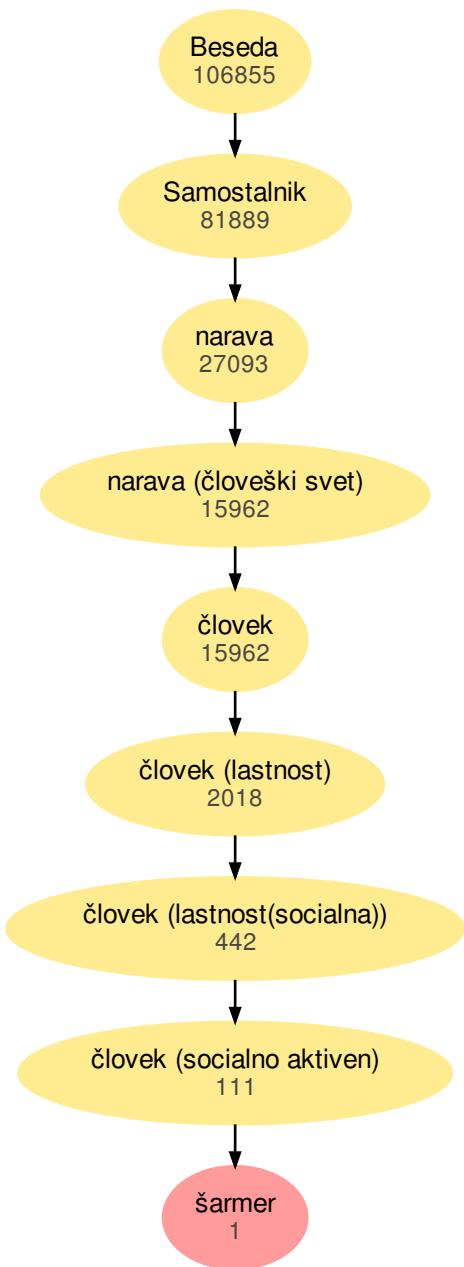 Beseda
106855
Samostalnik
81889
narava
27093
narava (človeški svet)
15962
človek
15962
človek (lastnost)
2018
človek (lastnost(socialna))
442
človek (socialno aktiven)
111
šarmer
1